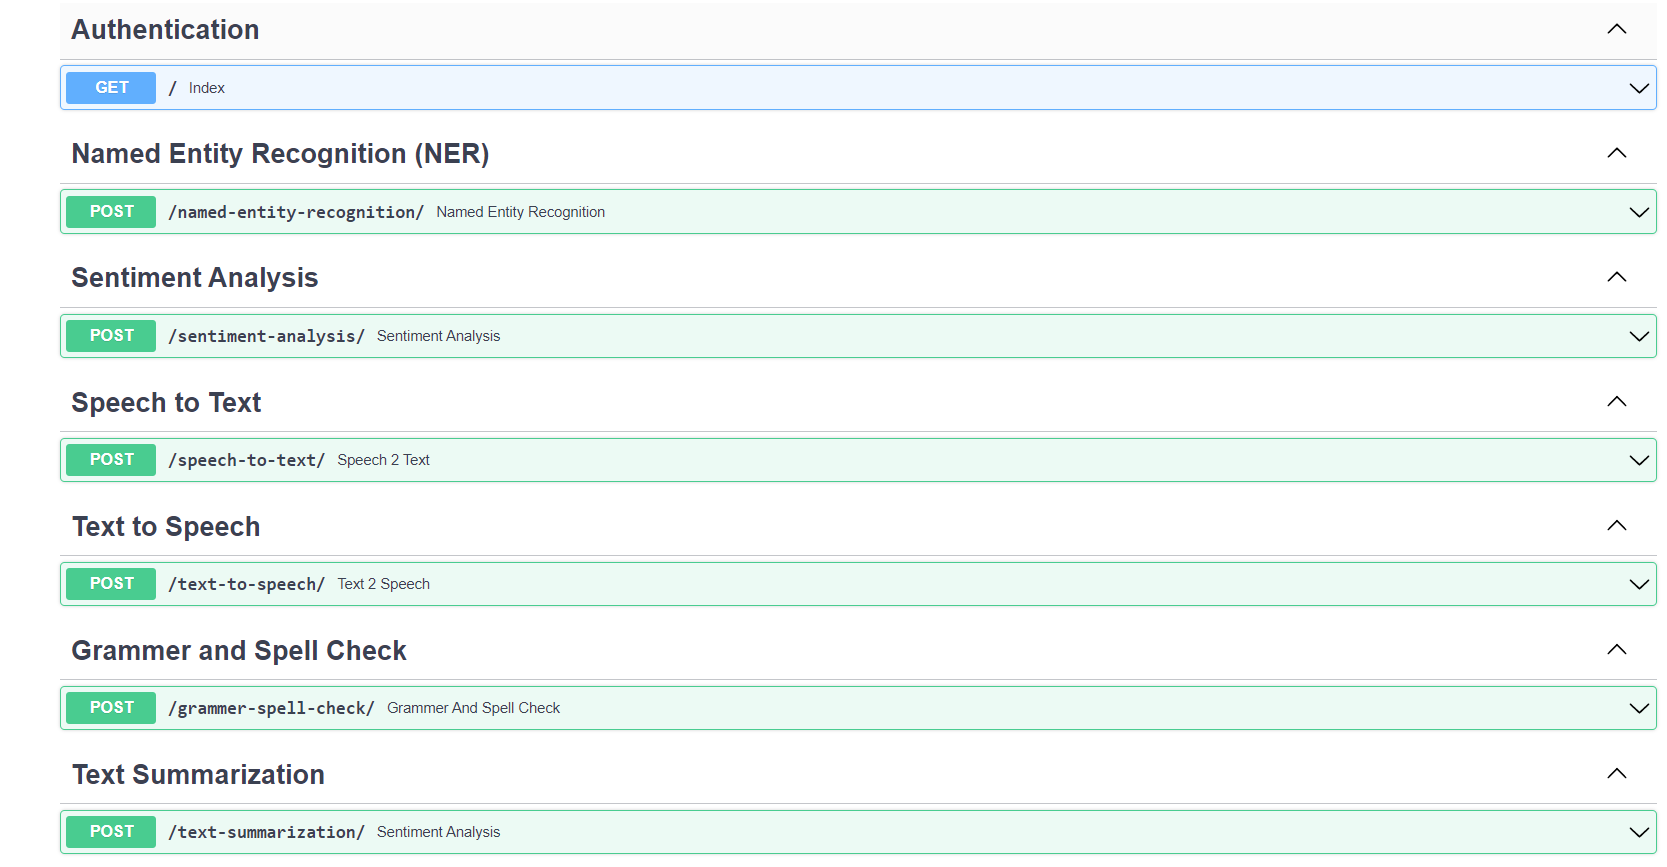 Authentication
GET / Index
Named Entity Recognition (NER)
POST /named-entity-recognition/ Named Entity Recognition
Sentiment Analysis
POST /sentiment-analysis/ Sentiment Analysis
Speech to Text
POST /speech-to-text/ Speech 2 Text
Text to Speech
POST /text-to-speech/ Text 2 Speech
Grammer and Spell Check
POST /grammer-spell-check/ Grammer And Spell Check
Text Summarization
POST /text-summarization/ Sentiment Analysis